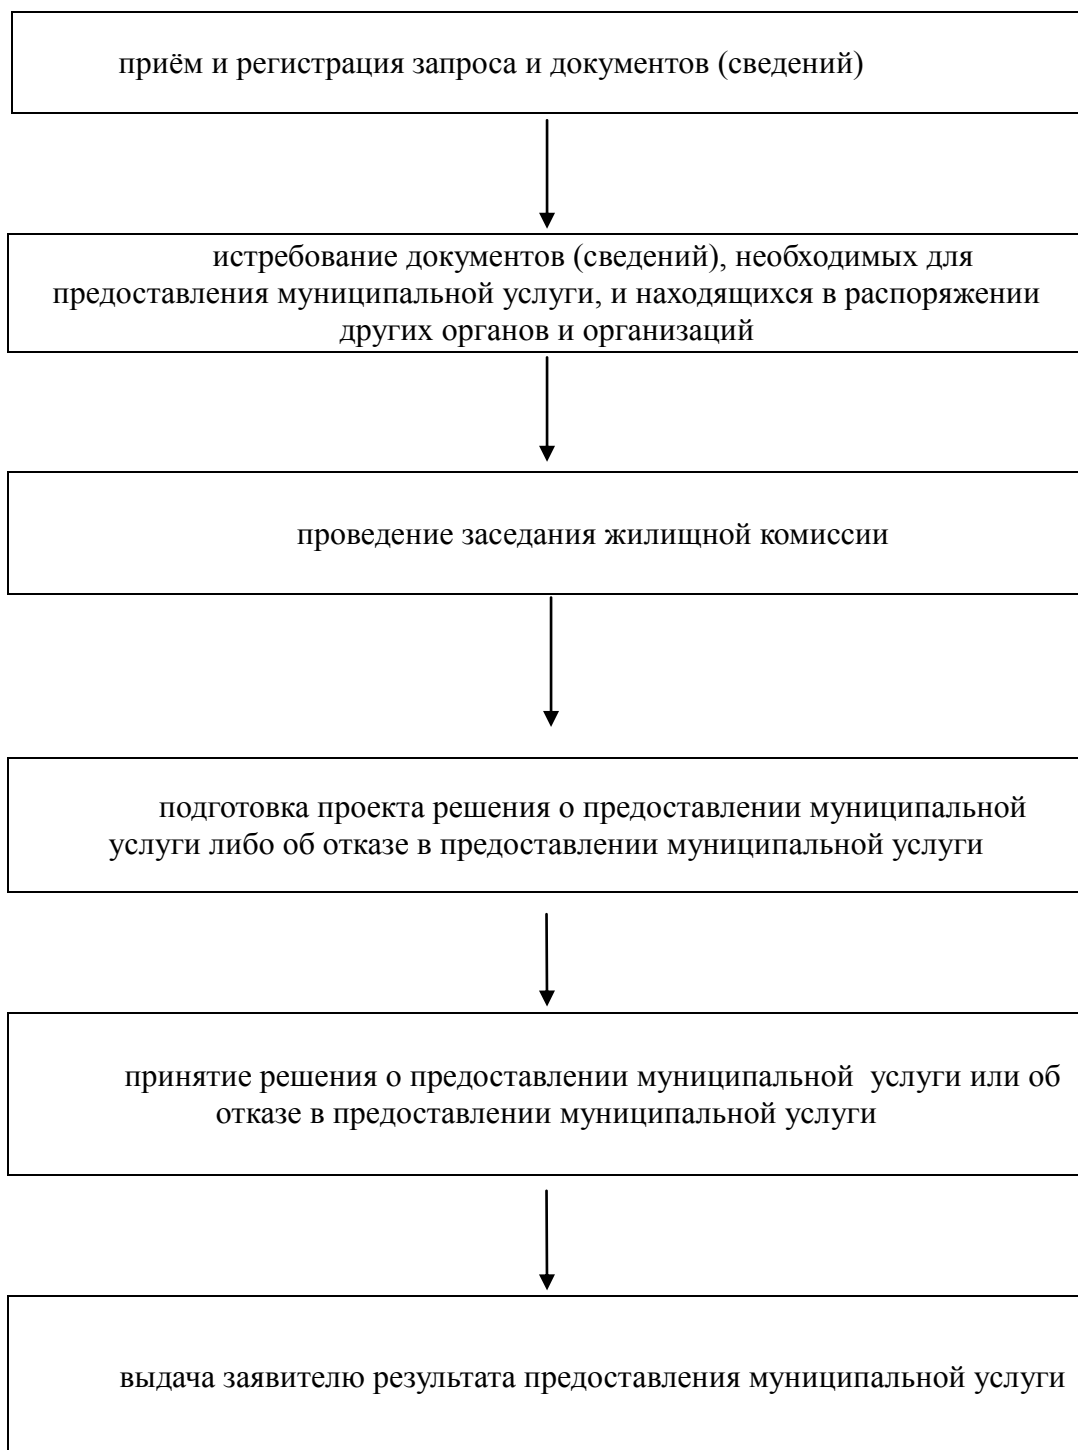 приём и регистрация запроса и документов (сведений)
истребование документов (сведений), необходимых для
предоставления муниципальной услуги, и находящихся в распоряжении
других органов и организаций
проведение заседания жилищной комиссии
подготовка проекта решения о предоставлении муниципальной
услуги либо об отказе в предоставлении муниципальной услуги
принятие решения о предоставлении муниципальной  услуги или об
отказе в предоставлении муниципальной услуги
выдача заявителю результата предоставления муниципальной услуги